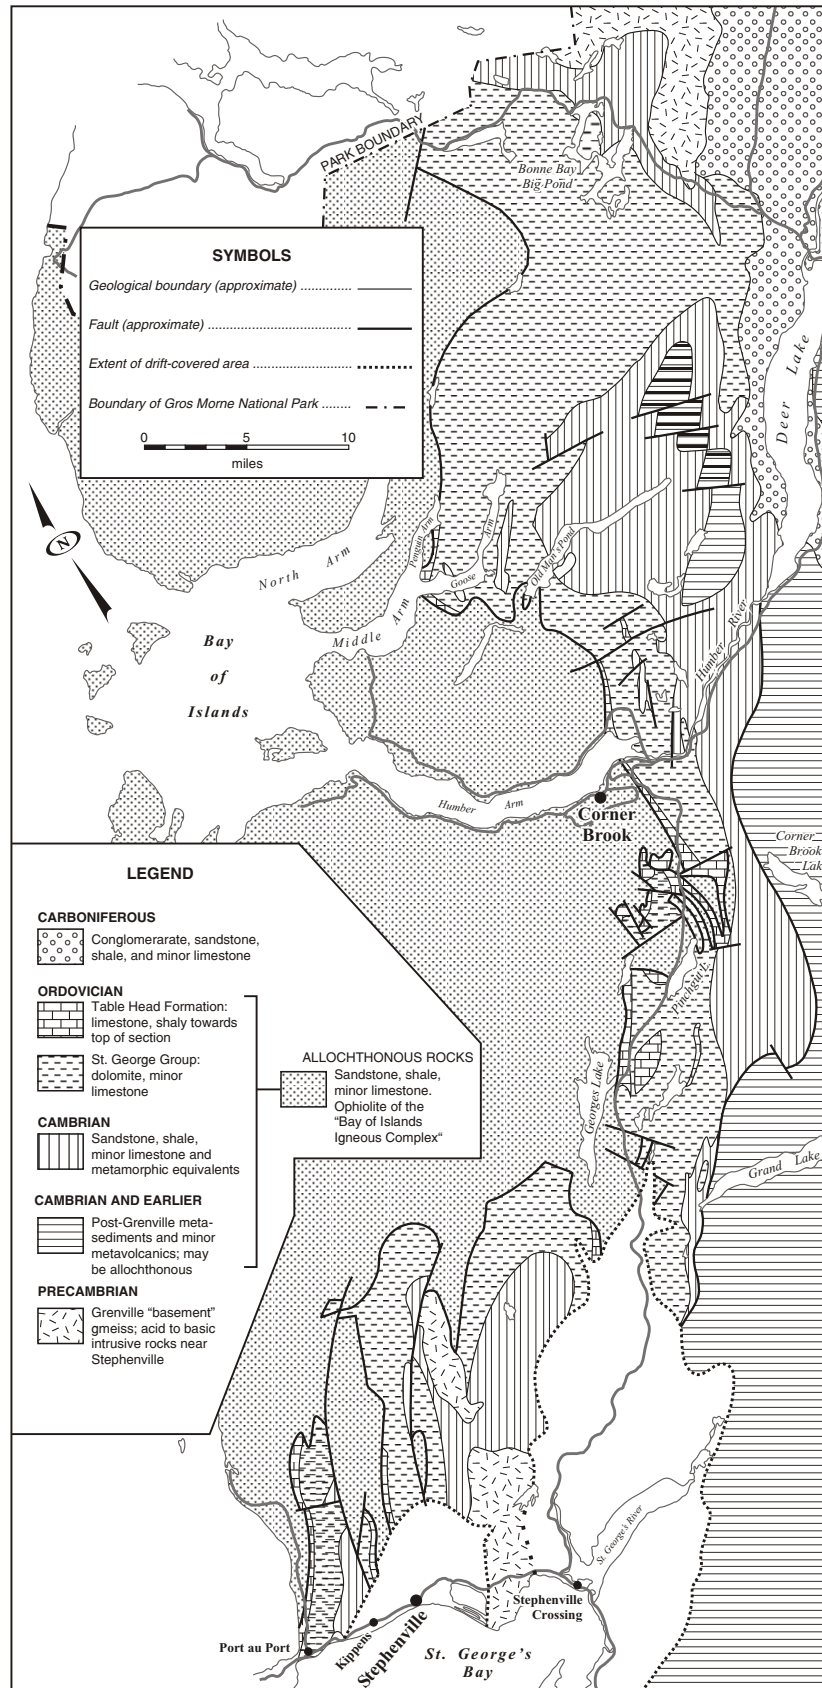 PARK BOUNDARY
Bonne Bay
Big Pond
SYMBOLS
Geological boundary (approximate) ..............
Fault (approximate) ......................................
Extent of drift-covered area .........................
Boundary of Gros Morne National Park ........
0 5 10
miles
Deer Lake
N
North Arm
Penguin Arm
Goose Arm
Old Man's Pond
Middle Arm
Bay
of
Islands
Humber River
Humber Arm
Corner
Brook
Corner
Brook
Lake
LEGEND
CARBONIFEROUS
Conglomerarate, sandstone,
shale, and minor limestone
ORDOVICIAN
Table Head Formation:
limestone, shaly towards
top of section
St. George Group:
dolomite, minor
limestone
CAMBRIAN
Sandstone, shale,
minor limestone and
metamorphic equivalents
CAMBRIAN AND EARLIER
Post-Grenville meta-
sediments and minor
metavolcanics; may
be allochthonous
PRECAMBRIAN
Grenville “basement”
gmeiss; acid to basic
intrusive rocks near
Stephenville
ALLOCHTHONOUS ROCKS
Sandstone, shale,
minor limestone.
Ophiolite of the
“Bay of Islands
Igneous Complex“
Pinchgut L.
Georges Lake
Grand Lake
St. George's River
Stephenville
Crossing
Port au Port
Kippens
Stephenville
St. George's
Bay